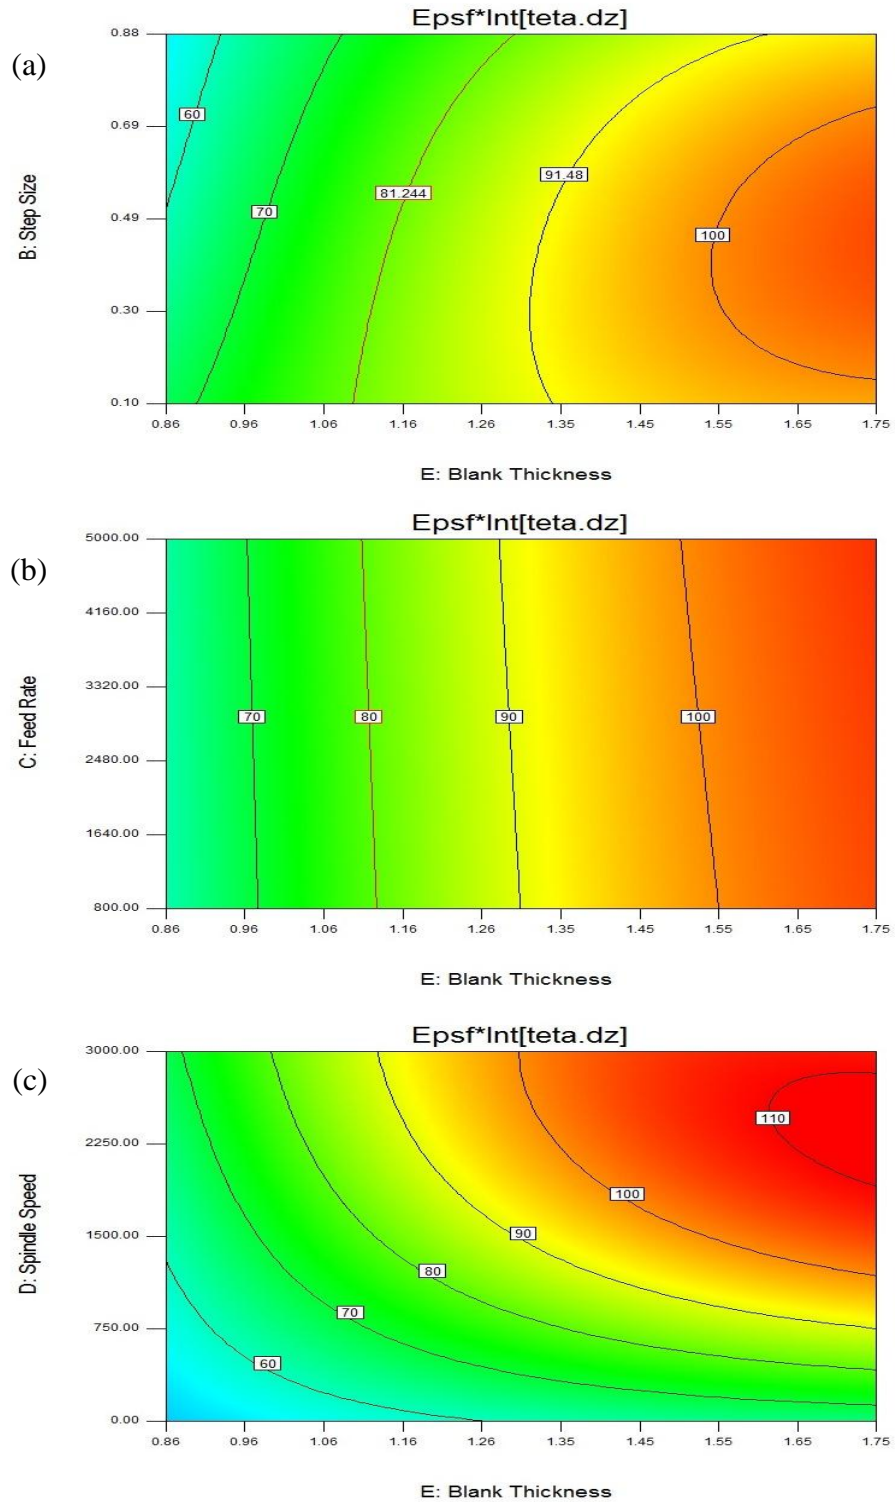 Epsf*Int[teta.dz]
(a)
0.88
0.69
0.49
0.30
0.10
B: Step Size
60
70
81.244
91.48
100
0.86 0.96 1.06 1.16 1.26 1.35 1.45 1.55 1.65 1.75
E: Blank Thickness
Epsf*Int[teta.dz]
(b)
5000.00
4160.00
3320.00
2480.00
1640.00
800.00
C: Feed Rate
70 80 90 100
0.86 0.96 1.06 1.16 1.26 1.35 1.45 1.55 1.65 1.75
E: Blank Thickness
Epsf*Int[teta.dz]
(c)
3000.00
2250.00
1500.00
750.00
0.00
D: Spindle Speed
110
100
90
80
70
60
0.86 0.96 1.06 1.16 1.26 1.35 1.45 1.55 1.65 1.75
E: Blank Thickness